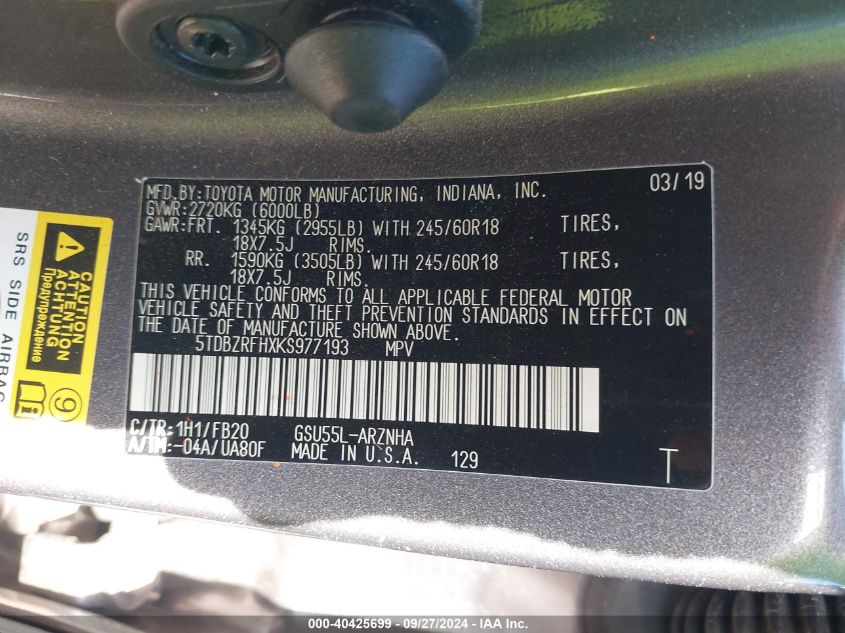 MFD.BY:TOYOTA MOTOR MANUFACTURING, INDIANA, INC. 03/19
GVWR:2720KG (6000LB)
GAWR:FRT. 1345KG (2955LB) WITH 245/60R18 TIRES,
18X7.5J RIMS.
RR. 1590KG (3505LB) WITH 245/60R18 TIRES,
18X7.5J RIMS.
THIS VEHICLE CONFORMS TO ALL APPLICABLE FEDERAL MOTOR
VEHICLE SAFETY AND THEFT PREVENTION STANDARDS IN EFFECT ON
THE DATE OF MANUFACTURE SHOWN ABOVE.
5TDBZRFHXKS977193 MPV
C/TR:1H1/FB20 GSU55L-ARZNHA
A/TM:-04A/UA80F MADE IN U.S.A. 129
T
SRS SIDE AIRBAG
CAUTION
ATTENTION
ACHTUNG
Предупреждение
9
000-40425699 - 09/27/2024 - IAA Inc.